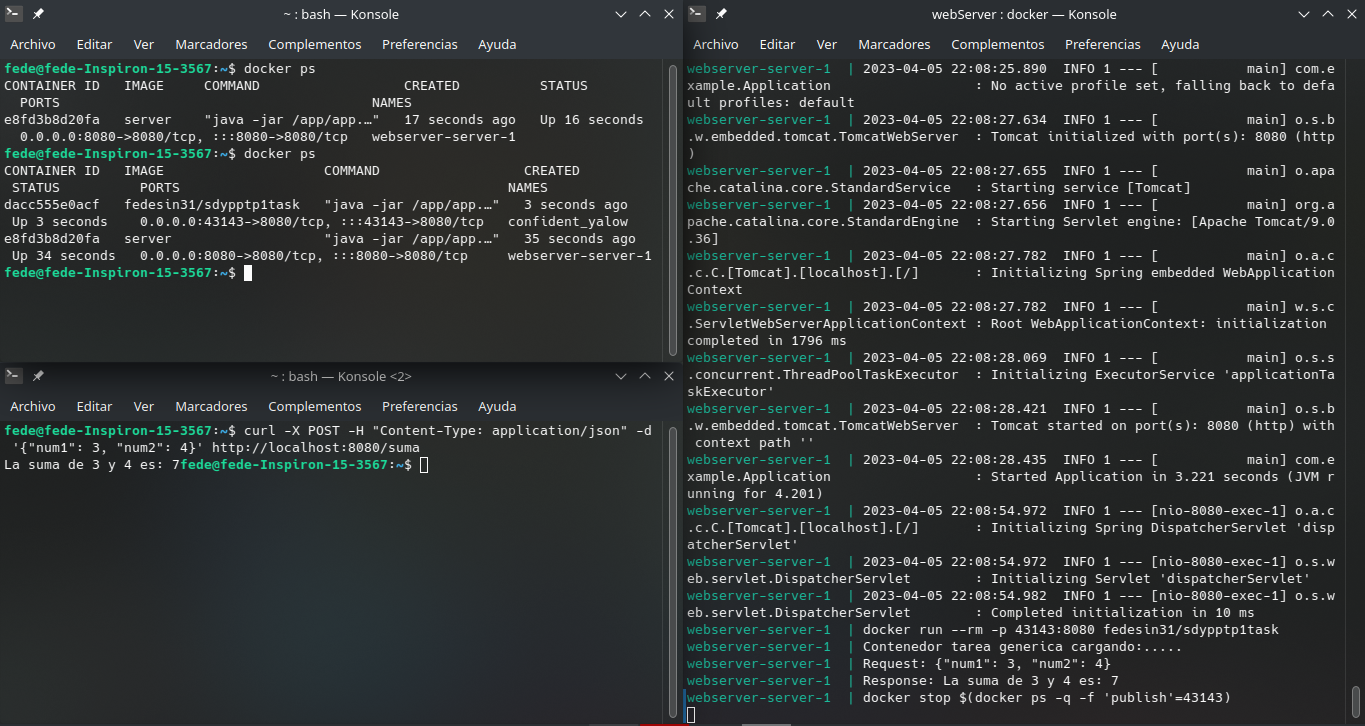 ~ : bash — Konsole
Archivo Editar Ver Marcadores Complementos Preferencias Ayuda
fede@fede-Inspiron-15-3567:~$ docker ps
CONTAINER ID   IMAGE     COMMAND                  CREATED          STATUS
  PORTS                                       NAMES
e8fd3b8d20fa   server    "java -jar /app/app.…"   17 seconds ago   Up 16 seconds
  0.0.0.0:8080->8080/tcp, :::8080->8080/tcp   webserver-server-1
fede@fede-Inspiron-15-3567:~$ docker ps
CONTAINER ID   IMAGE                    COMMAND                  CREATED
 STATUS          PORTS                                         NAMES
dacc555e0acf   fedesin31/sdypptp1task   "java -jar /app/app.…"   3 seconds ago
 Up 3 seconds    0.0.0.0:43143->8080/tcp, :::43143->8080/tcp   confident_yalow
e8fd3b8d20fa   server                   "java -jar /app/app.…"   35 seconds ago
 Up 34 seconds   0.0.0.0:8080->8080/tcp, :::8080->8080/tcp     webserver-server-1
fede@fede-Inspiron-15-3567:~$
~ : bash — Konsole <2>
Archivo Editar Ver Marcadores Complementos Preferencias Ayuda
fede@fede-Inspiron-15-3567:~$ curl -X POST -H "Content-Type: application/json" -d
 '{"num1": 3, "num2": 4}' http://localhost:8080/suma
La suma de 3 y 4 es: 7fede@fede-Inspiron-15-3567:~$
webServer : docker — Konsole
Archivo Editar Ver Marcadores Complementos Preferencias Ayuda
webserver-server-1  | 2023-04-05 22:08:25.890  INFO 1 --- [           main] com.e
xample.Application                  : No active profile set, falling back to defa
ult profiles: default
webserver-server-1  | 2023-04-05 22:08:27.634  INFO 1 --- [           main] o.s.b
.w.embedded.tomcat.TomcatWebServer  : Tomcat initialized with port(s): 8080 (http
)
webserver-server-1  | 2023-04-05 22:08:27.655  INFO 1 --- [           main] o.apa
che.catalina.core.StandardService   : Starting service [Tomcat]
webserver-server-1  | 2023-04-05 22:08:27.656  INFO 1 --- [           main] org.a
pache.catalina.core.StandardEngine  : Starting Servlet engine: [Apache Tomcat/9.0
.36]
webserver-server-1  | 2023-04-05 22:08:27.782  INFO 1 --- [           main] o.a.c
.c.C.[Tomcat].[localhost].[/]       : Initializing Spring embedded WebApplication
Context
webserver-server-1  | 2023-04-05 22:08:27.782  INFO 1 --- [           main] w.s.c
.ServletWebServerApplicationContext : Root WebApplicationContext: initialization
completed in 1796 ms
webserver-server-1  | 2023-04-05 22:08:28.069  INFO 1 --- [           main] o.s.s
.concurrent.ThreadPoolTaskExecutor  : Initializing ExecutorService 'applicationTa
skExecutor'
webserver-server-1  | 2023-04-05 22:08:28.421  INFO 1 --- [           main] o.s.b
.w.embedded.tomcat.TomcatWebServer  : Tomcat started on port(s): 8080 (http) with
 context path ''
webserver-server-1  | 2023-04-05 22:08:28.435  INFO 1 --- [           main] com.e
xample.Application                  : Started Application in 3.221 seconds (JVM r
unning for 4.201)
webserver-server-1  | 2023-04-05 22:08:54.972  INFO 1 --- [nio-8080-exec-1] o.a.c
.c.C.[Tomcat].[localhost].[/]       : Initializing Spring DispatcherServlet 'disp
atcherServlet'
webserver-server-1  | 2023-04-05 22:08:54.972  INFO 1 --- [nio-8080-exec-1] o.s.w
eb.servlet.DispatcherServlet        : Initializing Servlet 'dispatcherServlet'
webserver-server-1  | 2023-04-05 22:08:54.982  INFO 1 --- [nio-8080-exec-1] o.s.w
eb.servlet.DispatcherServlet        : Completed initialization in 10 ms
webserver-server-1  | docker run --rm -p 43143:8080 fedesin31/sdypptp1task
webserver-server-1  | Contenedor tarea generica cargando:.....
webserver-server-1  | Request: {"num1": 3, "num2": 4}
webserver-server-1  | Response: La suma de 3 y 4 es: 7
webserver-server-1  | docker stop $(docker ps -q -f 'publish'=43143)